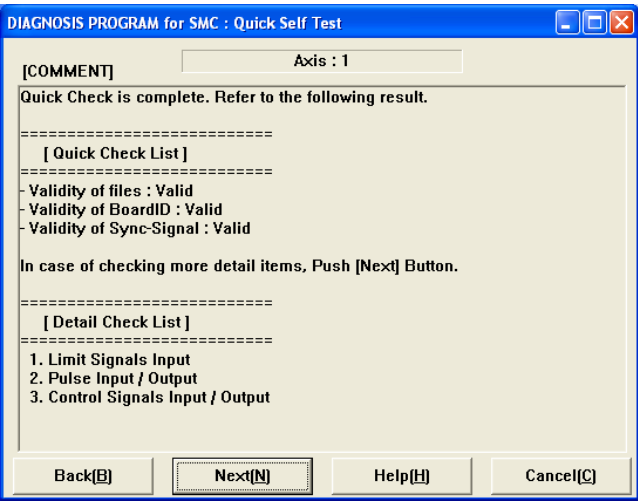 DIAGNOSIS PROGRAM for SMC : Quick Self Test
Axis : 1
[COMMENT]
Quick Check is complete. Refer to the following result.
===========================
[ Quick Check List ]
===========================
- Validity of files : Valid
- Validity of BoardID : Valid
- Validity of Sync-Signal : Valid
In case of checking more detail items, Push [Next] Button.
===========================
[ Detail Check List ]
===========================
1. Limit Signals Input
2. Pulse Input / Output
3. Control Signals Input / Output
Back(B) Next(N) Help(H) Cancel(C)